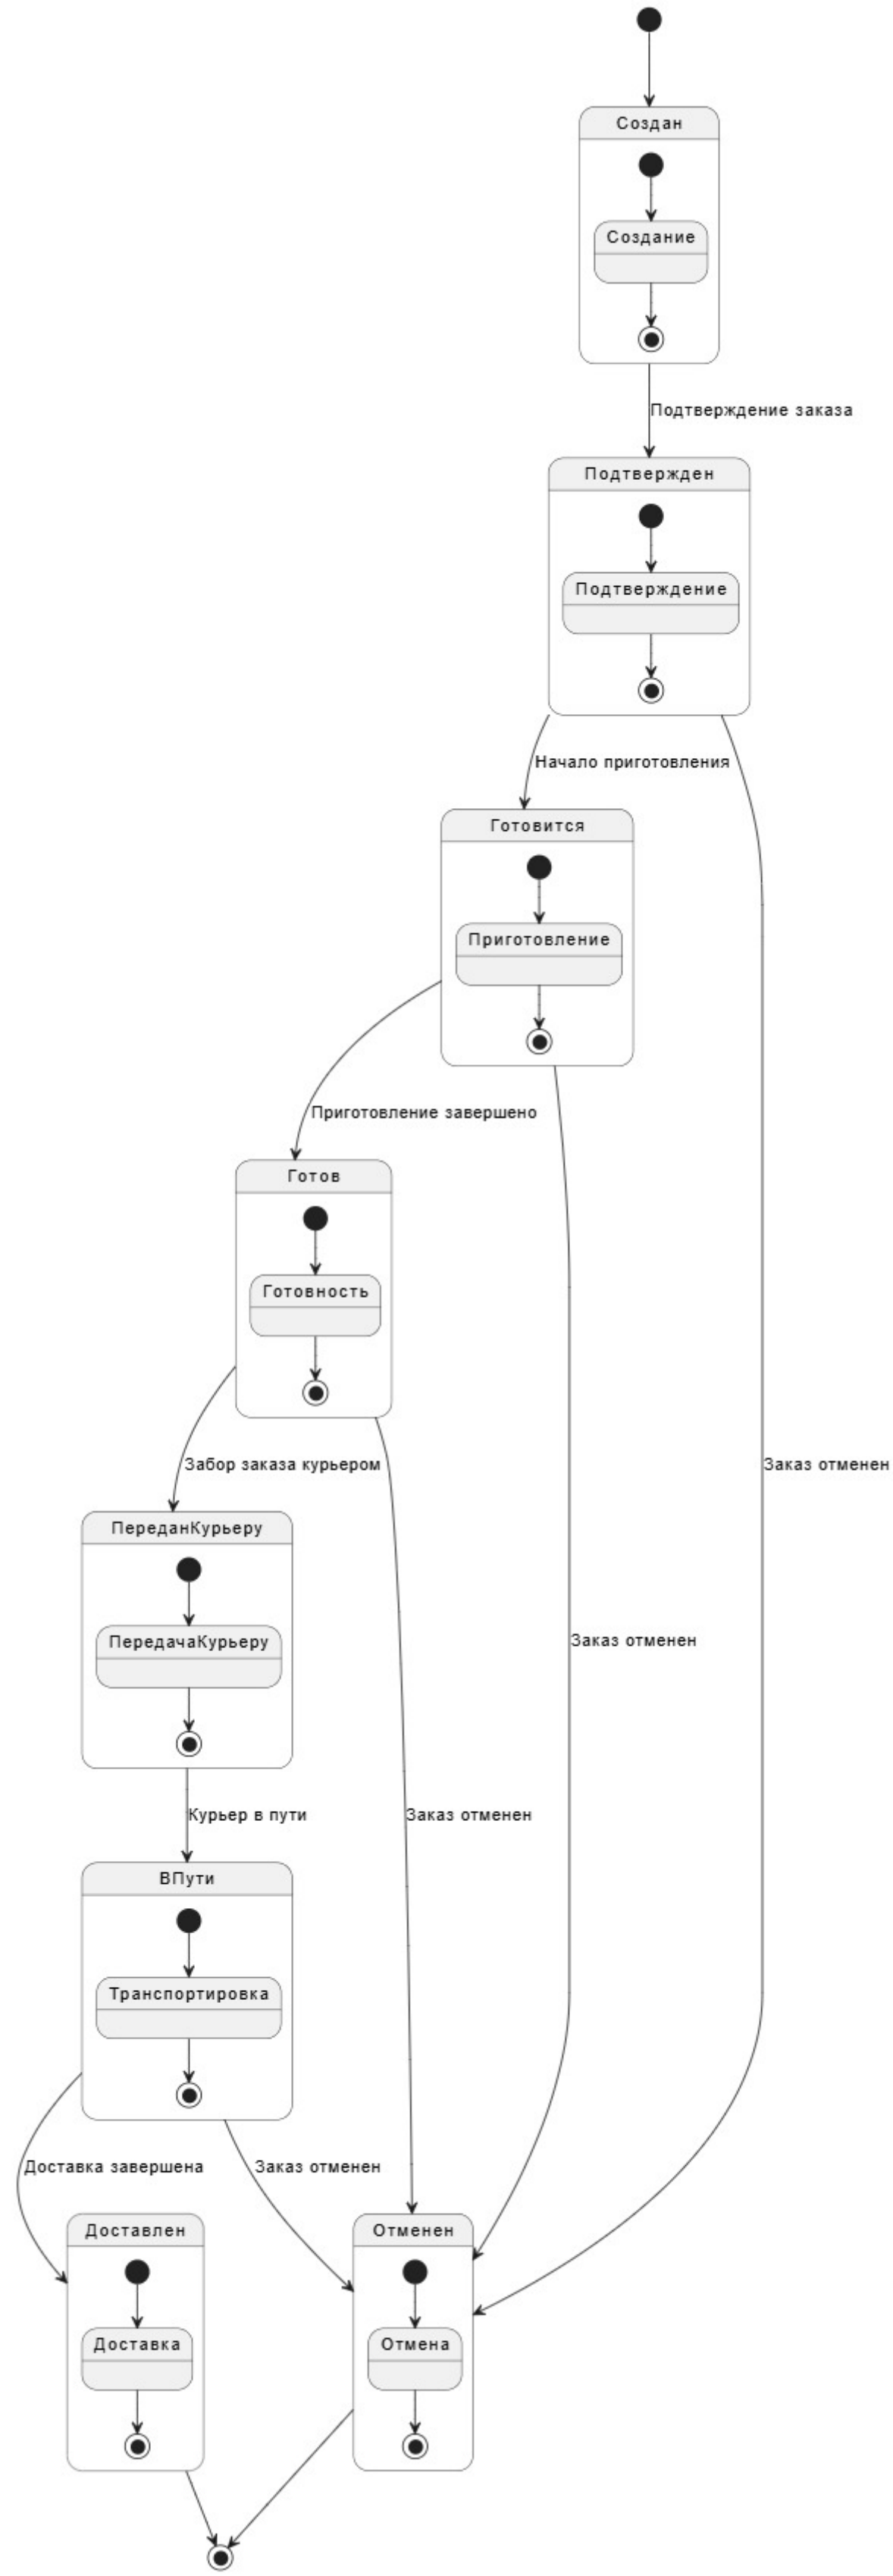 Создан
Создание
Подтверждение заказа
Подтвержден
Подтверждение
Начало приготовления
Готовится
Приготовление
Приготовление завершено
Готов
Готовность
Забор заказа курьером
Заказ отменен
ПереданКурьеру
ПередачаКурьеру
Заказ отменен
Курьер в пути
Заказ отменен
ВПути
Транспортировка
Доставка завершена
Заказ отменен
Доставлен
Отменен
Доставка
Отмена